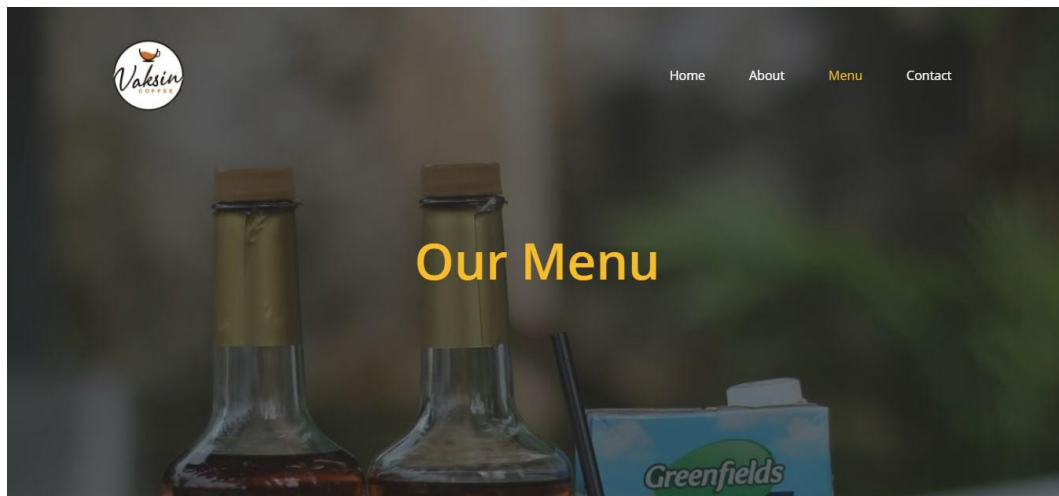 Vaksin
COFFEE
Home About Menu Contact
Our Menu
Greenfields